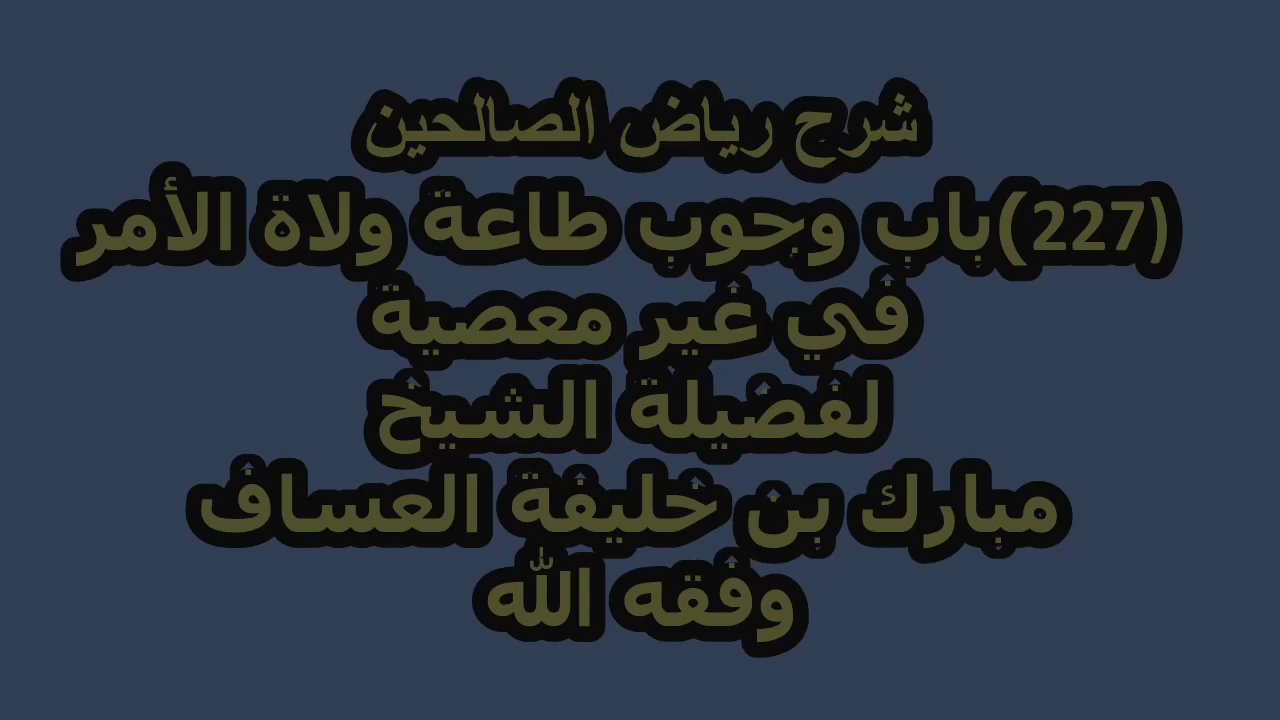 شرح رياض الصالحين
(227)باب وجوب طاعة ولاة الأمر
في غير معصية
لفضيلة الشيخ
مبارك بن خليفة العساف
وفقه الله